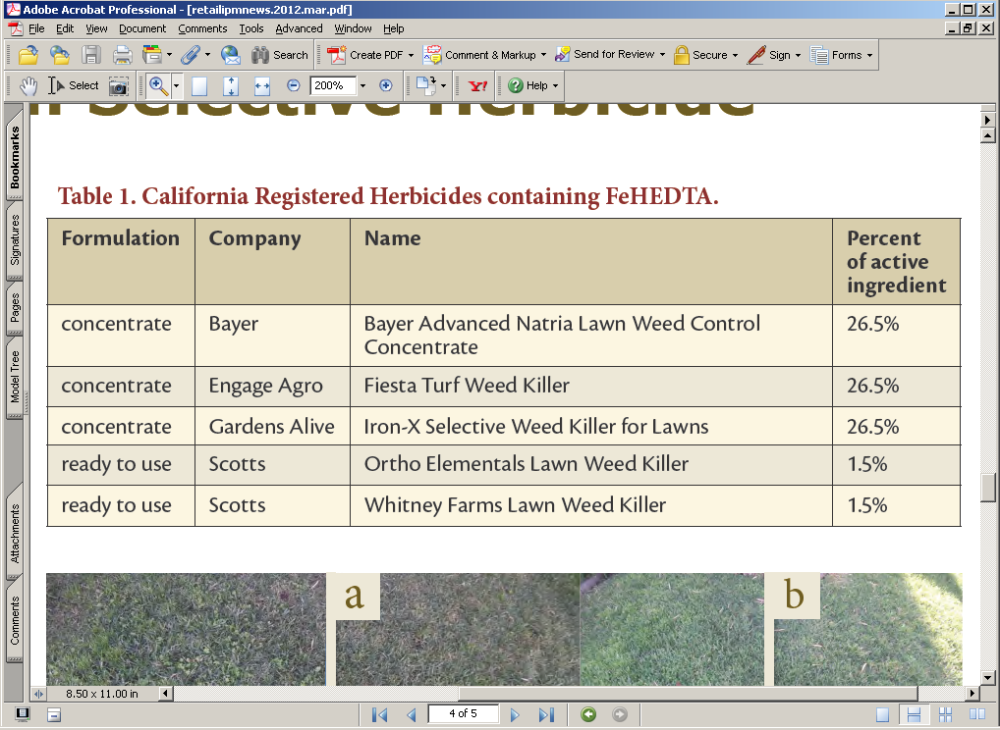 Adobe Acrobat Professional - [retailipmnews.2012.mar.pdf]
File Edit View Document Comments Tools Advanced Window Help
Search Create PDF Comment & Markup Send for Review Secure Sign Forms
Select 200% Y! Help
n Selective Herbicide
Bookmarks
Signatures
Pages
Model Tree
Attachments
Comments
Table 1. California Registered Herbicides containing FeHEDTA.
Formulation Company Name Percent of active ingredient
concentrate Bayer Bayer Advanced Natria Lawn Weed Control Concentrate 26.5%
concentrate Engage Agro Fiesta Turf Weed Killer 26.5%
concentrate Gardens Alive Iron-X Selective Weed Killer for Lawns 26.5%
ready to use Scotts Ortho Elementals Lawn Weed Killer 1.5%
ready to use Scotts Whitney Farms Lawn Weed Killer 1.5%
a b
8.50 x 11.00 in
4 of 5